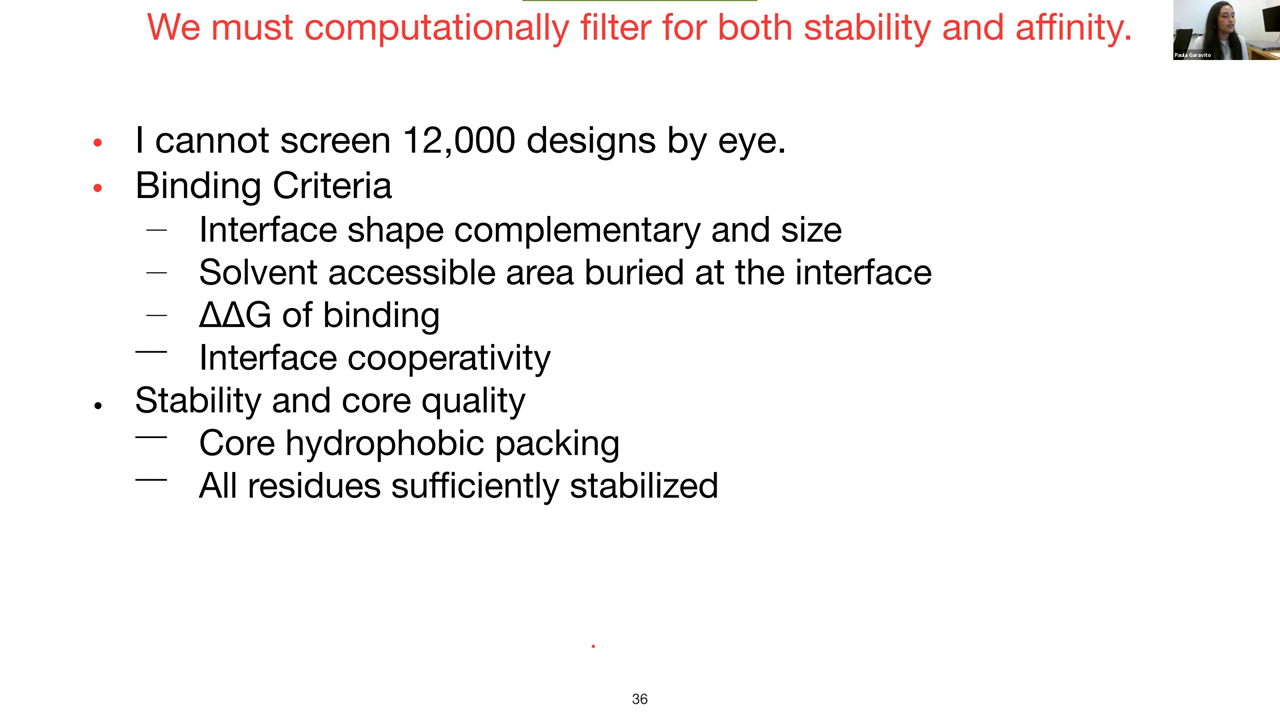 We must computationally filter for both stability and affinity.
Paula Garavito
• I cannot screen 12,000 designs by eye.
• Binding Criteria
– Interface shape complementary and size
– Solvent accessible area buried at the interface
– ΔΔG of binding
— Interface cooperativity
• Stability and core quality
— Core hydrophobic packing
— All residues sufficiently stabilized
36